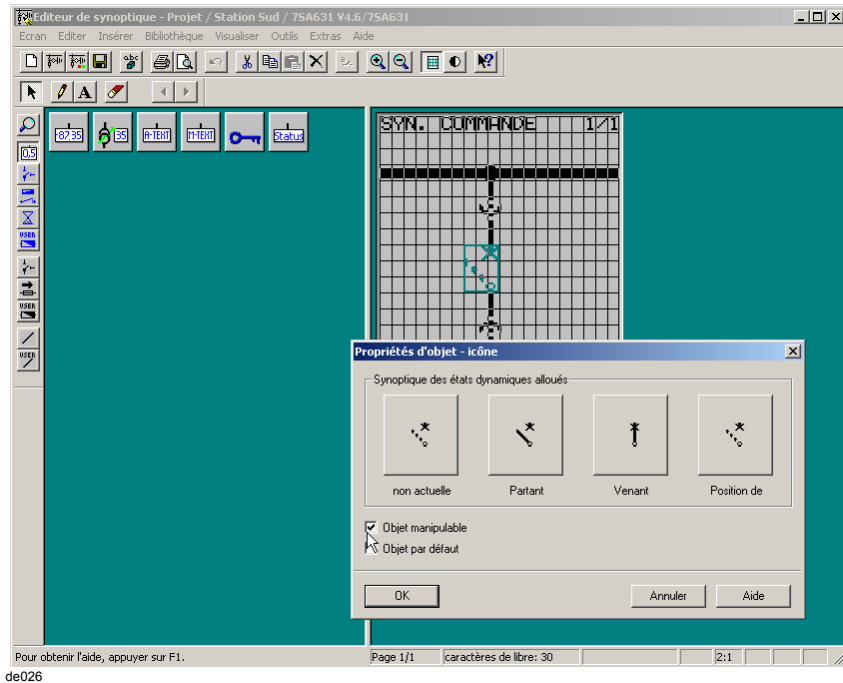 Editeur de synoptique - Projet / Station Sud / 7SA631 V4.6/7SA631
Ecran Editer Insérer Bibliothèque Visualiser Outils Extras Aide
abc
A
-87.35
35
A-TEXT
M-TEXT
Status
0,5
USER
USER
USER
SYN. COMMANDE 1/1
Propriétés d'objet - icône
Synoptique des états dynamiques alloués
non actuelle Partant Venant Position de
Objet manipulable
Objet par défaut
OK Annuler Aide
Pour obtenir l'aide, appuyer sur F1. Page 1/1 caractères de libre: 30 2:1
de026